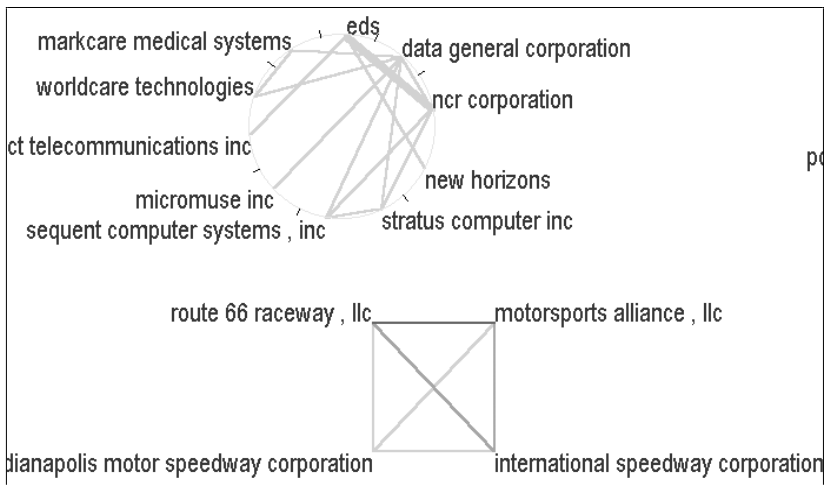 eds
markcare medical systems
data general corporation
worldcare technologies
ncr corporation
ct telecommunications inc
po
new horizons
micromuse inc
stratus computer inc
sequent computer systems , inc
route 66 raceway , llc
motorsports alliance , llc
dianapolis motor speedway corporation
international speedway corporation